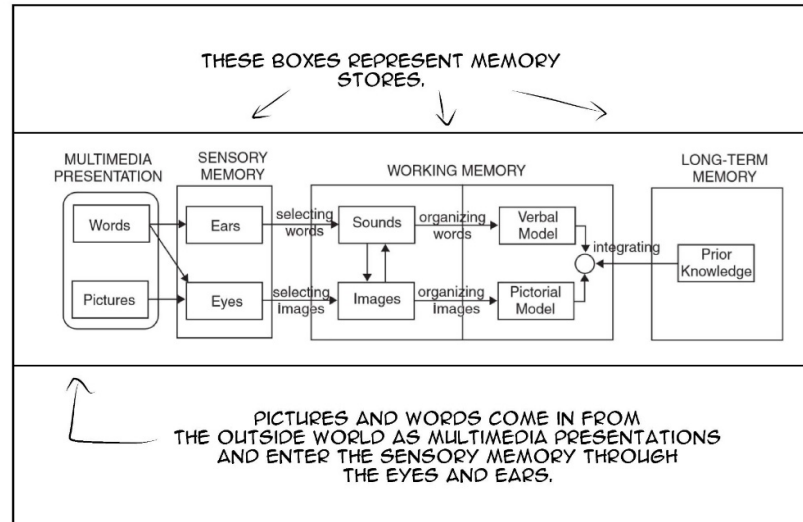 THESE BOXES REPRESENT MEMORY
STORES.
MULTIMEDIA
PRESENTATION
SENSORY
MEMORY
WORKING MEMORY
LONG-TERM
MEMORY
Words
Ears
selecting
words
Sounds
organizing
words
Verbal
Model
integrating
Prior
Knowledge
Pictures
Eyes
selecting
images
Images
organizing
images
Pictorial
Model
PICTURES AND WORDS COME IN FROM
THE OUTSIDE WORLD AS MULTIMEDIA PRESENTATIONS
AND ENTER THE SENSORY MEMORY THROUGH
THE EYES AND EARS.